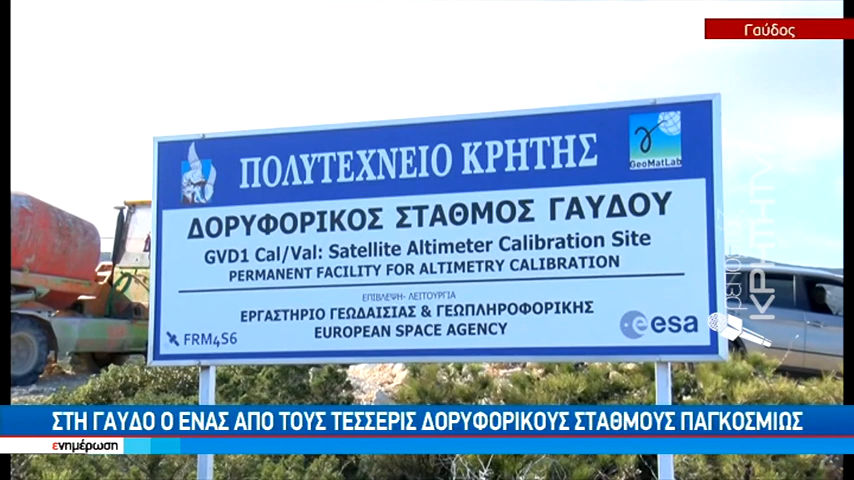 Γαύδος
ΠΟΛΥΤΕΧΝΕΙΟ ΚΡΗΤΗΣ
GeoMatLab
ΔΟΡΥΦΟΡΙΚΟΣ ΣΤΑΘΜΟΣ ΓΑΥΔΟΥ
GVD1 Cal/Val: Satellite Altimeter Calibration Site
PERMANENT FACILITY FOR ALTIMETRY CALIBRATION
ΕΠΙΒΛΕΨΗ- ΛΕΙΤΟΥΡΓΙΑ
ΕΡΓΑΣΤΗΡΙΟ ΓΕΩΔΑΙΣΙΑΣ & ΓΕΩΠΛΗΡΟΦΟΡΙΚΗΣ
EUROPEAN SPACE AGENCY
FRM4S6
esa
ΚΡΗΤΗTV
ΣΤΗ ΓΑΥΔΟ Ο ΕΝΑΣ ΑΠΟ ΤΟΥΣ ΤΕΣΣΕΡΙΣ ΔΟΡΥΦΟΡΙΚΟΥΣ ΣΤΑΘΜΟΥΣ ΠΑΓΚΟΣΜΙΩΣ
ενημέρωση